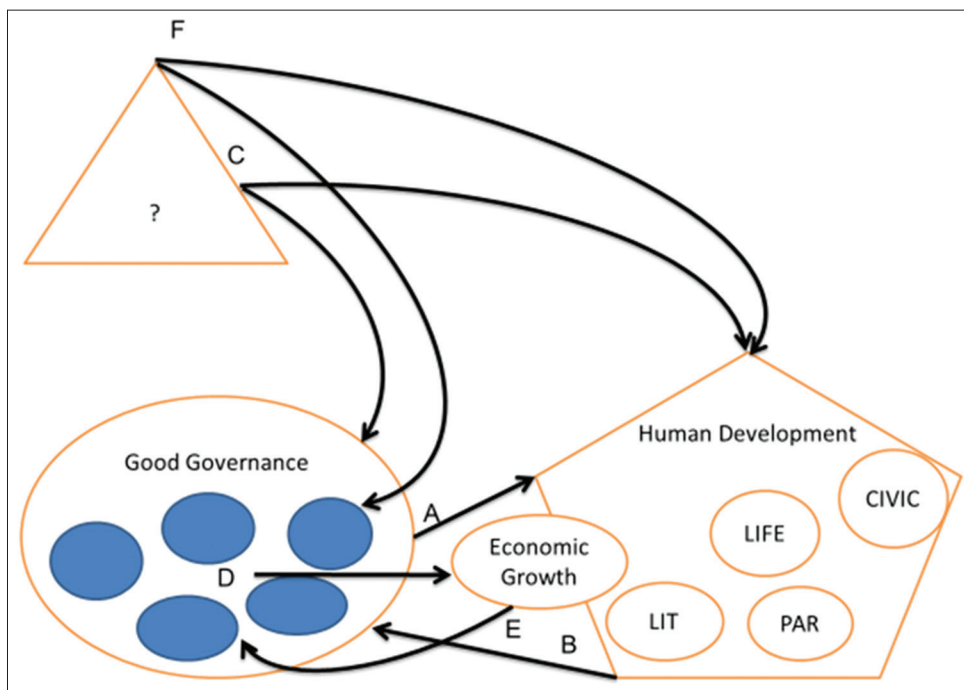 F
C
?
Good Governance
Human Development
CIVIC
A
LIFE
Economic
Growth
D
LIT
PAR
E
B